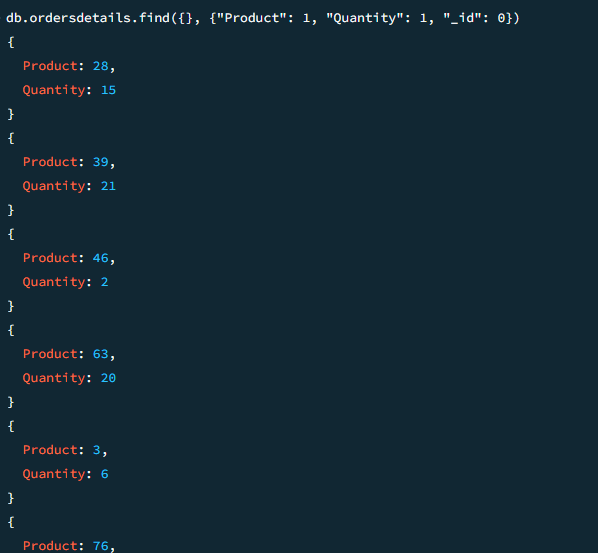 db.ordersdetails.find({}, {"Product": 1, "Quantity": 1, "_id": 0})
{
Product: 28,
Quantity: 15
}
{
Product: 39,
Quantity: 21
}
{
Product: 46,
Quantity: 2
}
{
Product: 63,
Quantity: 20
}
{
Product: 3,
Quantity: 6
}
{
Product: 76,